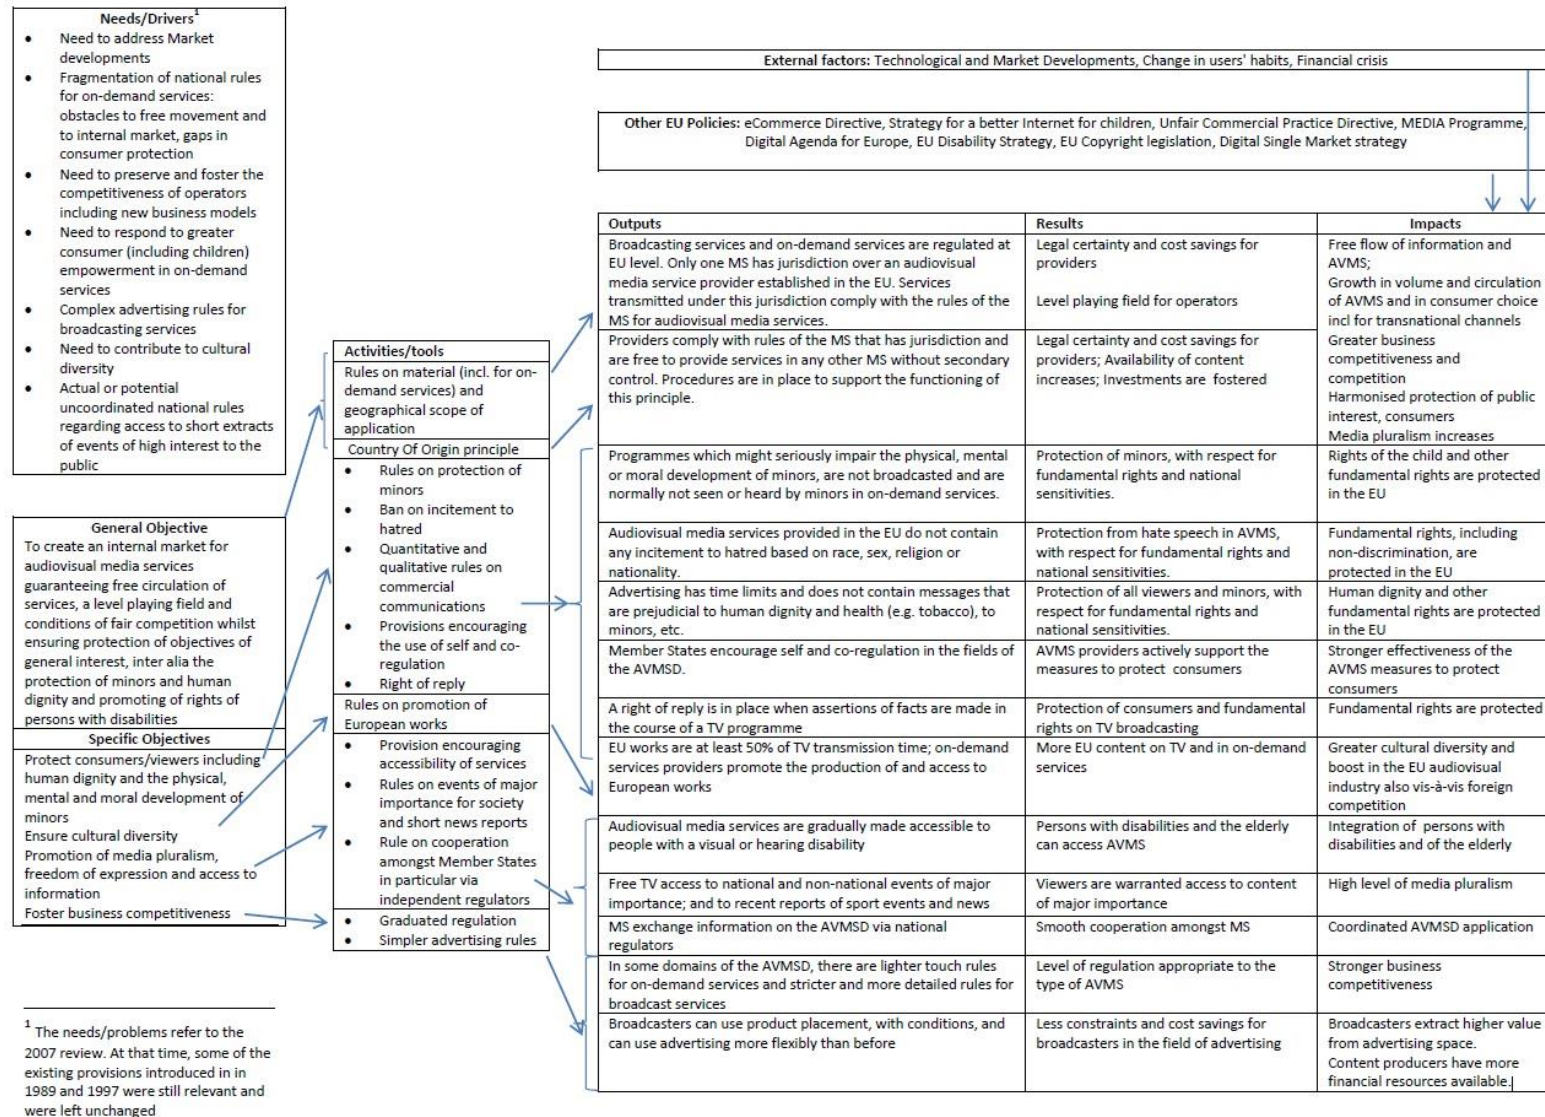 Needs/Drivers1
• Need to address Market
developments
• Fragmentation of national rules
for on-demand services:
obstacles to free movement and
to internal market, gaps in
consumer protection
• Need to preserve and foster the
competitiveness of operators
including new business models
• Need to respond to greater
consumer (including children)
empowerment in on-demand
services
• Complex advertising rules for
broadcasting services
• Need to contribute to cultural
diversity
• Actual or potential
uncoordinated national rules
regarding access to short extracts
of events of high interest to the
public
General Objective
To create an internal market for
audiovisual media services
guaranteeing free circulation of
services, a level playing field and
conditions of fair competition whilst
ensuring protection of objectives of
general interest, inter alia the
protection of minors and human
dignity and promoting of rights of
persons with disabilities
Specific Objectives
Protect consumers/viewers including
human dignity and the physical,
mental and moral development of
minors
Ensure cultural diversity
Promotion of media pluralism,
freedom of expression and access to
information
Foster business competitiveness
1 The needs/problems refer to the
2007 review. At that time, some of the
existing provisions introduced in in
1989 and 1997 were still relevant and
were left unchanged
Activities/tools
Rules on material (incl. for on-
demand services) and
geographical scope of
application
Country Of Origin principle
• Rules on protection of
minors
• Ban on incitement to
hatred
• Quantitative and
qualitative rules on
commercial
communications
• Provisions encouraging
the use of self and co-
regulation
• Right of reply
Rules on promotion of
European works
• Provision encouraging
accessibility of services
• Rules on events of major
importance for society
and short news reports
• Rule on cooperation
amongst Member States
in particular via
independent regulators
• Graduated regulation
• Simpler advertising rules
External factors: Technological and Market Developments, Change in users' habits, Financial crisis
Other EU Policies: eCommerce Directive, Strategy for a better Internet for children, Unfair Commercial Practice Directive, MEDIA Programme,
Digital Agenda for Europe, EU Disability Strategy, EU Copyright legislation, Digital Single Market strategy
Outputs
Results
Impacts
Broadcasting services and on-demand services are regulated at
EU level. Only one MS has jurisdiction over an audiovisual
media service provider established in the EU. Services
transmitted under this jurisdiction comply with the rules of the
MS for audiovisual media services.
Legal certainty and cost savings for
providers
Level playing field for operators
Free flow of information and
AVMS;
Growth in volume and circulation
of AVMS and in consumer choice
incl for transnational channels
Greater business
competitiveness and
competition
Harmonised protection of public
interest, consumers
Media pluralism increases
Providers comply with rules of the MS that has jurisdiction and
are free to provide services in any other MS without secondary
control. Procedures are in place to support the functioning of
this principle.
Legal certainty and cost savings for
providers; Availability of content
increases; Investments are fostered
Programmes which might seriously impair the physical, mental
or moral development of minors, are not broadcasted and are
normally not seen or heard by minors in on-demand services.
Protection of minors, with respect for
fundamental rights and national
sensitivities.
Rights of the child and other
fundamental rights are protected
in the EU
Audiovisual media services provided in the EU do not contain
any incitement to hatred based on race, sex, religion or
nationality.
Protection from hate speech in AVMS,
with respect for fundamental rights and
national sensitivities.
Fundamental rights, including
non-discrimination, are
protected in the EU
Advertising has time limits and does not contain messages that
are prejudicial to human dignity and health (e.g. tobacco), to
minors, etc.
Protection of all viewers and minors, with
respect for fundamental rights and
national sensitivities.
Human dignity and other
fundamental rights are protected
in the EU
Member States encourage self and co-regulation in the fields of
the AVMSD.
AVMS providers actively support the
measures to protect consumers
Stronger effectiveness of the
AVMS measures to protect
consumers
A right of reply is in place when assertions of facts are made in
the course of a TV programme
Protection of consumers and fundamental
rights on TV broadcasting
Fundamental rights are protected
EU works are at least 50% of TV transmission time; on-demand
services providers promote the production of and access to
European works
More EU content on TV and in on-demand
services
Greater cultural diversity and
boost in the EU audiovisual
industry also vis-à-vis foreign
competition
Audiovisual media services are gradually made accessible to
people with a visual or hearing disability
Persons with disabilities and the elderly
can access AVMS
Integration of persons with
disabilities and of the elderly
Free TV access to national and non-national events of major
importance; and to recent reports of sport events and news
Viewers are warranted access to content
of major importance
High level of media pluralism
MS exchange information on the AVMSD via national
regulators
Smooth cooperation amongst MS
Coordinated AVMSD application
In some domains of the AVMSD, there are lighter touch rules
for on-demand services and stricter and more detailed rules for
broadcast services
Level of regulation appropriate to the
type of AVMS
Stronger business
competitiveness
Broadcasters can use product placement, with conditions, and
can use advertising more flexibly than before
Less constraints and cost savings for
broadcasters in the field of advertising
Broadcasters extract higher value
from advertising space.
Content producers have more
financial resources available.